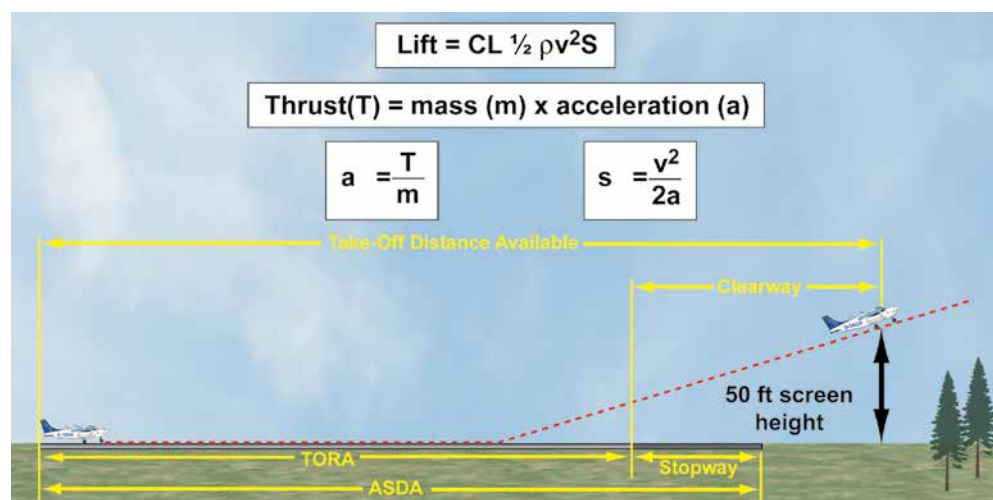 Lift = CL ½ ρv²S
Thrust(T) = mass (m) x acceleration (a)
a = T/m
s = v²/2a
Take-Off Distance Available
Clearway
50 ft screen
height
TORA
Stopway
ASDA